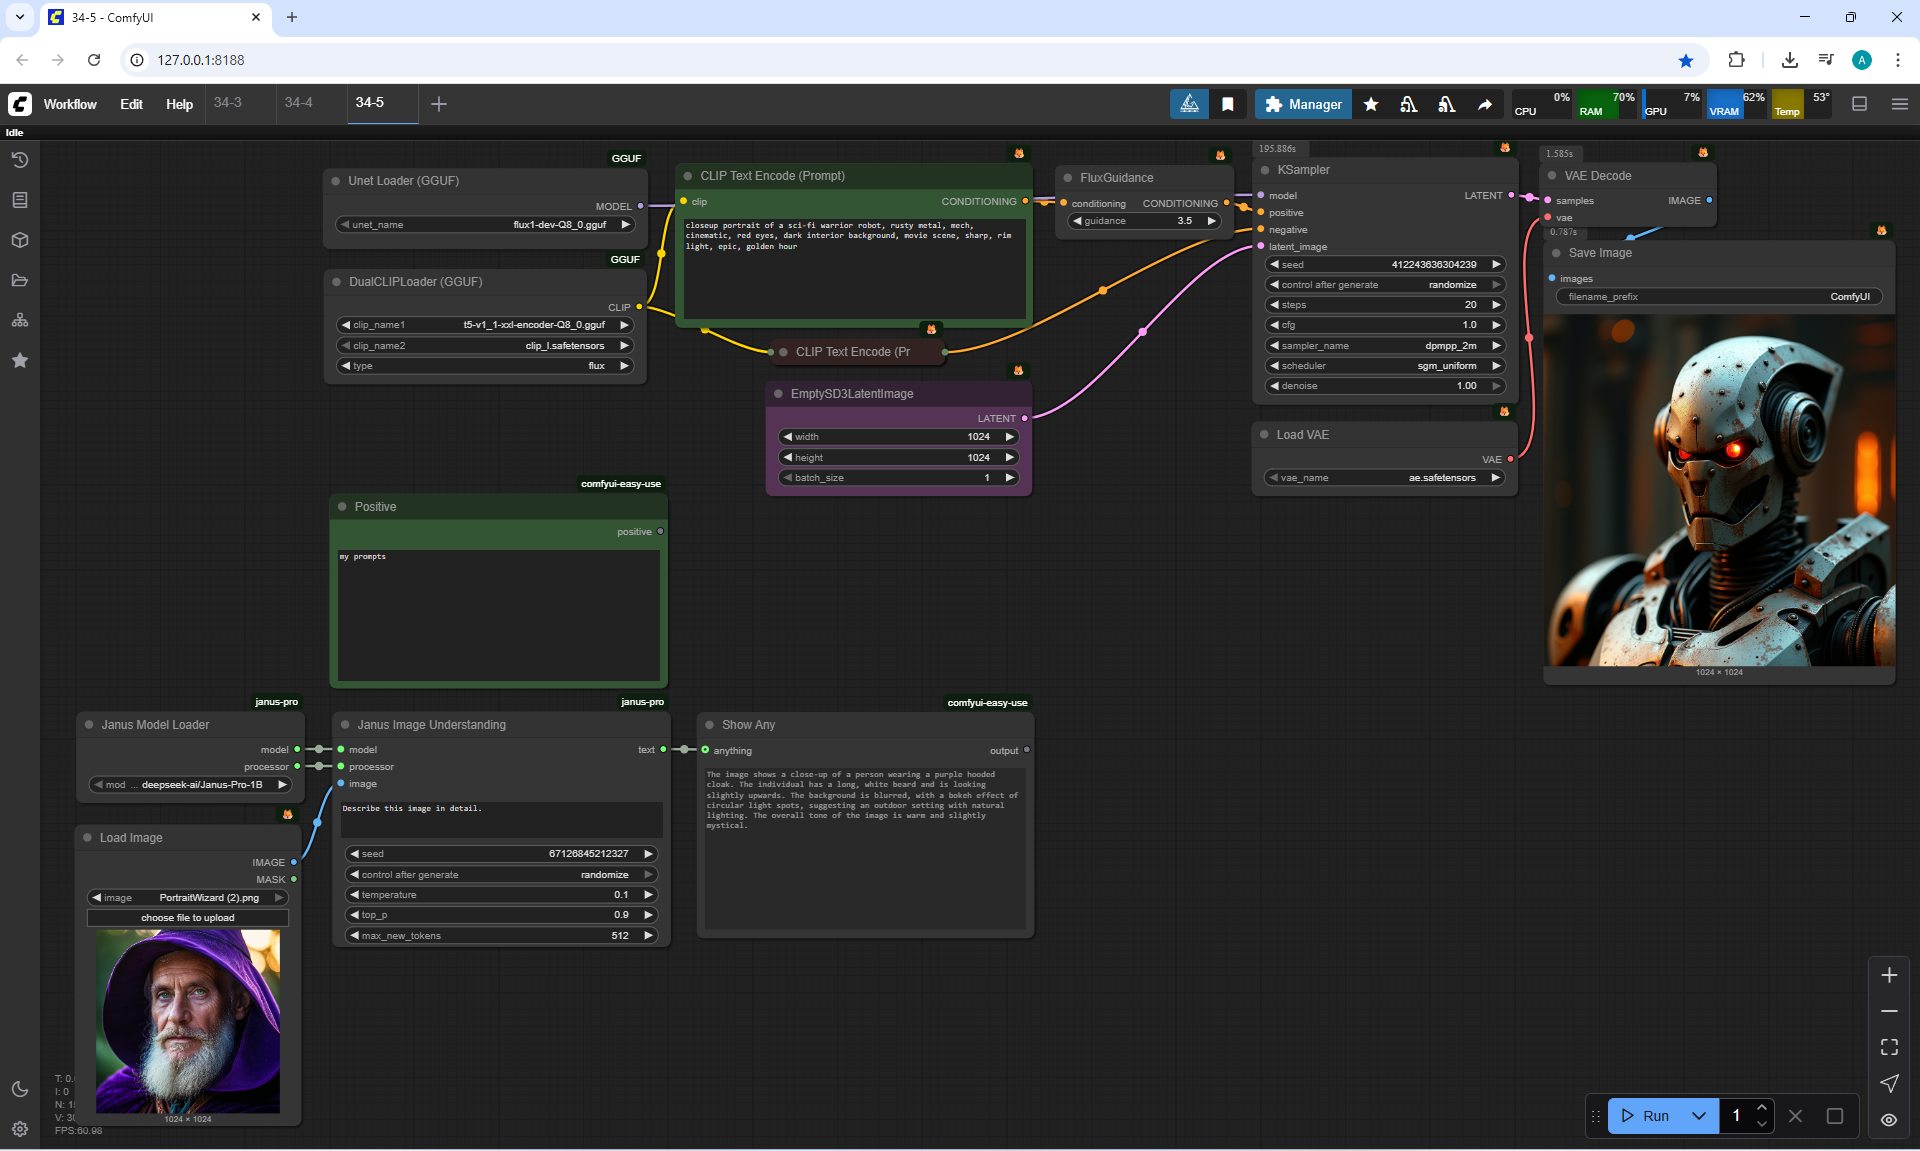 34-5 - ComfyUI
127.0.0.1:8188
Workflow
Edit
Help
34-3
34-4
34-5
Manager
CPU 0%
RAM 70%
GPU 7%
VRAM 62%
Temp 53°
Idle
GGUF
Unet Loader (GGUF)
MODEL
unet_name flux1-dev-Q8_0.gguf
GGUF
DualCLIPLoader (GGUF)
CLIP
clip_name1 t5-v1_1-xxl-encoder-Q8_0.gguf
clip_name2 clip_l.safetensors
type flux
CLIP Text Encode (Prompt)
clip CONDITIONING
closeup portrait of a sci-fi warrior robot, rusty metal, mech,
cinematic, red eyes, dark interior background, movie scene, sharp, rim
light, epic, golden hour
CLIP Text Encode (Pr
EmptySD3LatentImage
LATENT
width 1024
height 1024
batch_size 1
FluxGuidance
conditioning CONDITIONING
guidance 3.5
195.886s
KSampler
model LATENT
positive
negative
latent_image
seed 412243636304239
control after generate randomize
steps 20
cfg 1.0
sampler_name dpmpp_2m
scheduler sgm_uniform
denoise 1.00
Load VAE
VAE
vae_name ae.safetensors
1.585s
VAE Decode
samples IMAGE
vae
0.787s
Save Image
images
filename_prefix ComfyUI
1024 × 1024
comfyui-easy-use
Positive
positive
my prompts
janus-pro
Janus Model Loader
model
processor
mod ... deepseek-ai/Janus-Pro-1B
janus-pro
Janus Image Understanding
model text
processor
image
Describe this image in detail.
seed 67126845212327
control after generate randomize
temperature 0.1
top_p 0.9
max_new_tokens 512
comfyui-easy-use
Show Any
anything output
The image shows a close-up of a person wearing a purple hooded
cloak. The individual has a long, white beard and is looking
slightly upwards. The background is blurred, with a bokeh effect of
circular light spots, suggesting an outdoor setting with natural
lighting. The overall tone of the image is warm and slightly
mystical.
Load Image
IMAGE
MASK
image PortraitWizard (2).png
choose file to upload
1024 × 1024
T: 0.
I: 0
N: 1
V: 3
FPS:60.98
Run
1
A